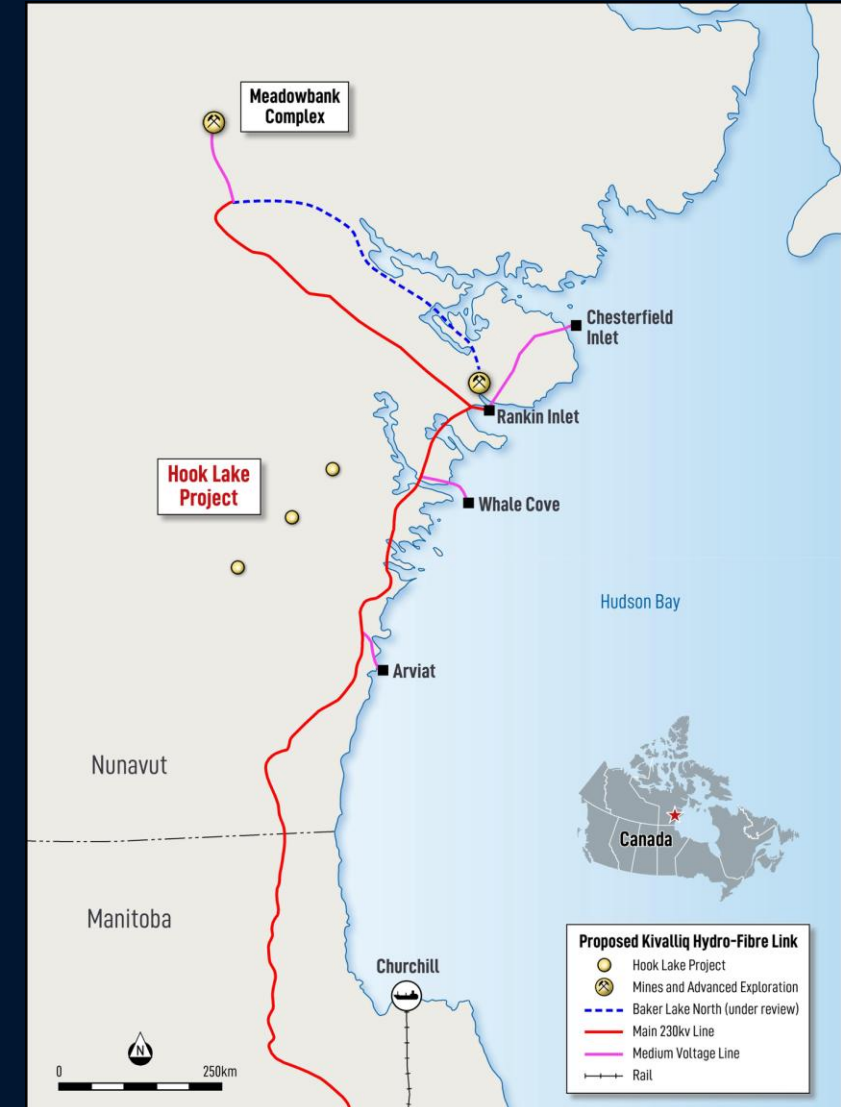 Meadowbank
Complex
Chesterfield
Inlet
Rankin Inlet
Hook Lake
Project
Whale Cove
Hudson Bay
Arviat
Nunavut
Canada
Manitoba
Churchill
N
0 250km
Proposed Kivalliq Hydro-Fibre Link
Hook Lake Project
Mines and Advanced Exploration
Baker Lake North (under review)
Main 230kv Line
Medium Voltage Line
Rail